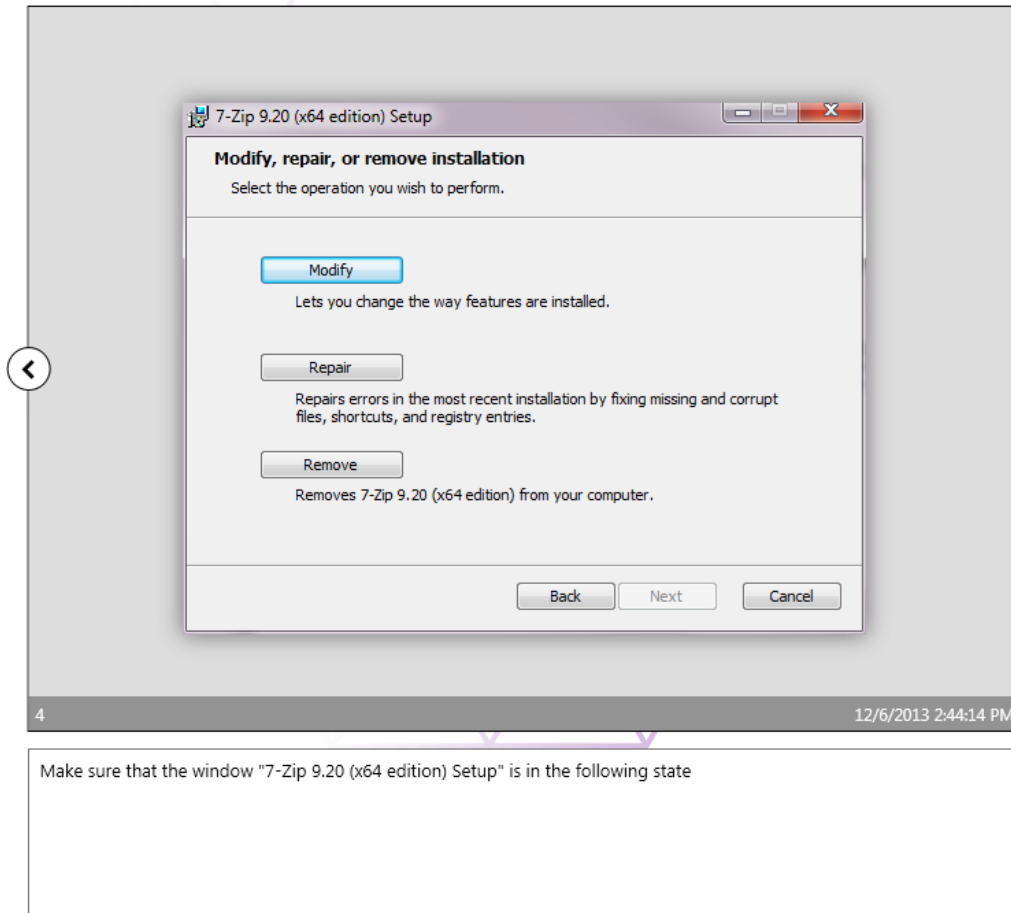 7-Zip 9.20 (x64 edition) Setup
Modify, repair, or remove installation
Select the operation you wish to perform.
Modify
Lets you change the way features are installed.
Repair
Repairs errors in the most recent installation by fixing missing and corrupt
files, shortcuts, and registry entries.
Remove
Removes 7-Zip 9.20 (x64 edition) from your computer.
Back Next Cancel
4 12/6/2013 2:44:14 PM
Make sure that the window "7-Zip 9.20 (x64 edition) Setup" is in the following state